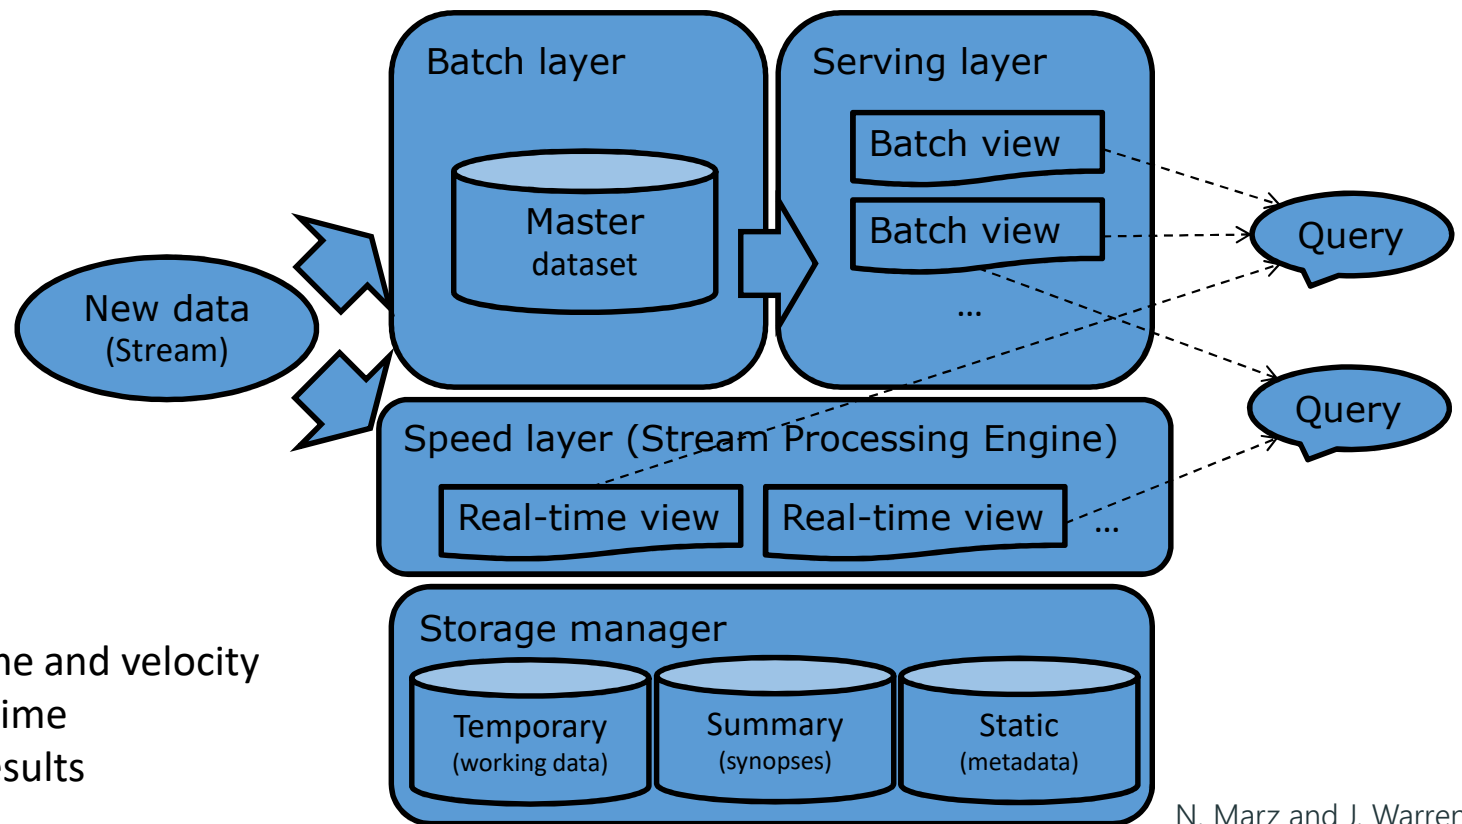 Batch layer
Serving layer
Batch view
Master
dataset
Batch view
Query
New data
(Stream)
...
Query
Speed layer (Stream Processing Engine)
Real-time view
Real-time view
...
Storage manager
and velocity
Temporary
(working data)
Summary
(synopses)
Static
(metadata)
N. Marz and J. Warren